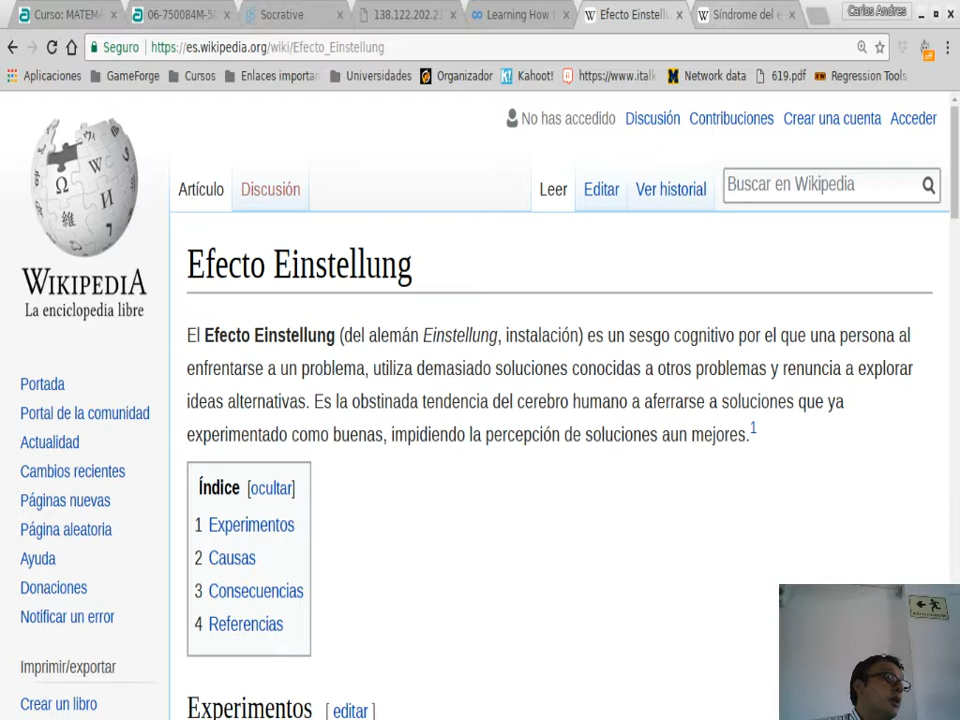 Curso: MATEMA
06-750084M-50
Socrative
138.122.202.23
Learning How
Efecto Einstellu
Síndrome del e
Carlos Andres
Seguro https://es.wikipedia.org/wiki/Efecto_Einstellung
Aplicaciones GameForge Cursos Enlaces importan Universidades Organizador Kahoot! https://www.italk Network data 619.pdf Regression Tools
No has accedido Discusión Contribuciones Crear una cuenta Acceder
Artículo Discusión Leer Editar Ver historial Buscar en Wikipedia
WIKIPEDIA
La enciclopedia libre
Efecto Einstellung
El Efecto Einstellung (del alemán Einstellung, instalación) es un sesgo cognitivo por el que una persona al
enfrentarse a un problema, utiliza demasiado soluciones conocidas a otros problemas y renuncia a explorar
ideas alternativas. Es la obstinada tendencia del cerebro humano a aferrarse a soluciones que ya
experimentado como buenas, impidiendo la percepción de soluciones aun mejores.1
Portada
Portal de la comunidad
Actualidad
Cambios recientes
Páginas nuevas
Página aleatoria
Ayuda
Donaciones
Notificar un error
Imprimir/exportar
Crear un libro
Índice [ocultar]
1 Experimentos
2 Causas
3 Consecuencias
4 Referencias
Experimentos [ editar ]